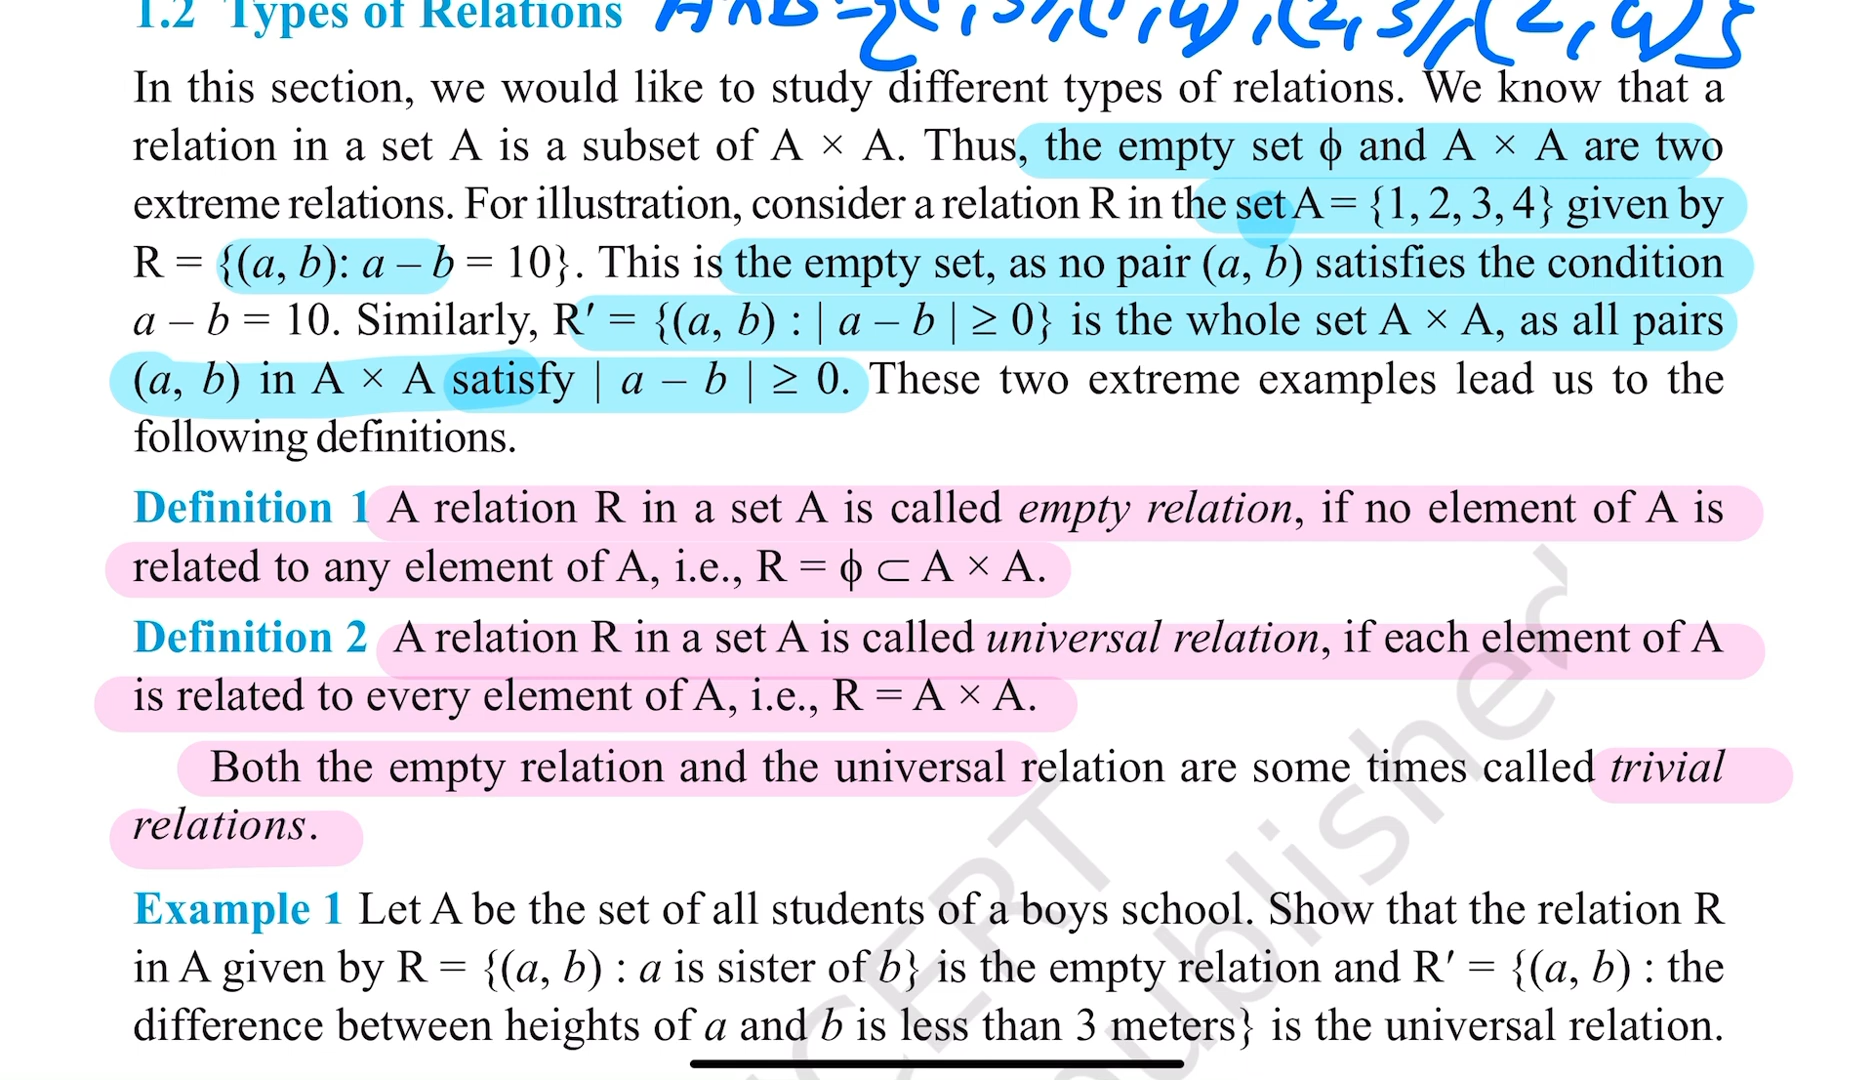 1.2 Types of Relations A×B={(1,3),(1,4),(2,3),(2,4)}
In this section, we would like to study different types of relations. We know that a
relation in a set A is a subset of A × A. Thus, the empty set ϕ and A × A are two
extreme relations. For illustration, consider a relation R in the set A = {1, 2, 3, 4} given by
R = {(a, b): a – b = 10}. This is the empty set, as no pair (a, b) satisfies the condition
a – b = 10. Similarly, R′ = {(a, b) : | a – b | ≥ 0} is the whole set A × A, as all pairs
(a, b) in A × A satisfy | a – b | ≥ 0. These two extreme examples lead us to the
following definitions.
Definition 1 A relation R in a set A is called empty relation, if no element of A is
related to any element of A, i.e., R = ϕ ⊂ A × A.
Definition 2 A relation R in a set A is called universal relation, if each element of A
is related to every element of A, i.e., R = A × A.
Both the empty relation and the universal relation are some times called trivial
relations.
Example 1 Let A be the set of all students of a boys school. Show that the relation R
in A given by R = {(a, b) : a is sister of b} is the empty relation and R′ = {(a, b) : the
difference between heights of a and b is less than 3 meters} is the universal relation.